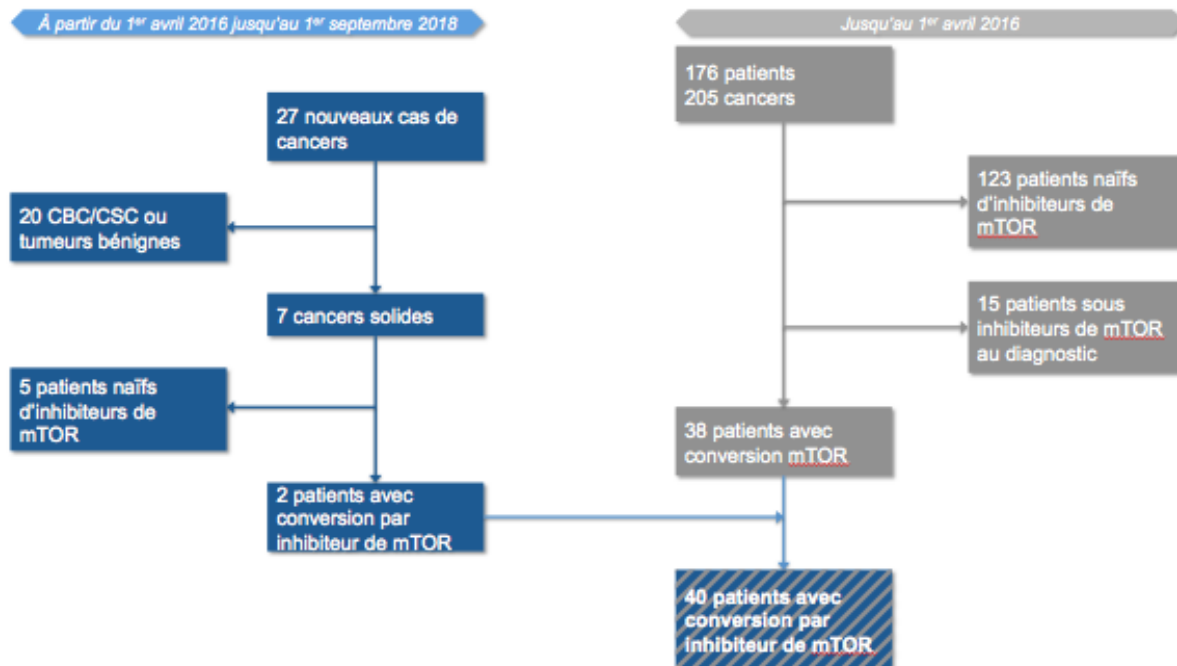 À partir du 1er avril 2016 jusqu'au 1er septembre 2018
Jusqu'au 1er avril 2016
176 patients
205 cancers
27 nouveaux cas de
cancers
123 patients naïfs
d'inhibiteurs de
mTOR
20 CBC/CSC ou
tumeurs bénignes
7 cancers solides
15 patients sous
inhibiteurs de mTOR
au diagnostic
5 patients naïfs
d'inhibiteurs de
mTOR
38 patients avec
conversion mTOR
2 patients avec
conversion par
inhibiteur de mTOR
40 patients avec
conversion par
inhibiteur de mTOR